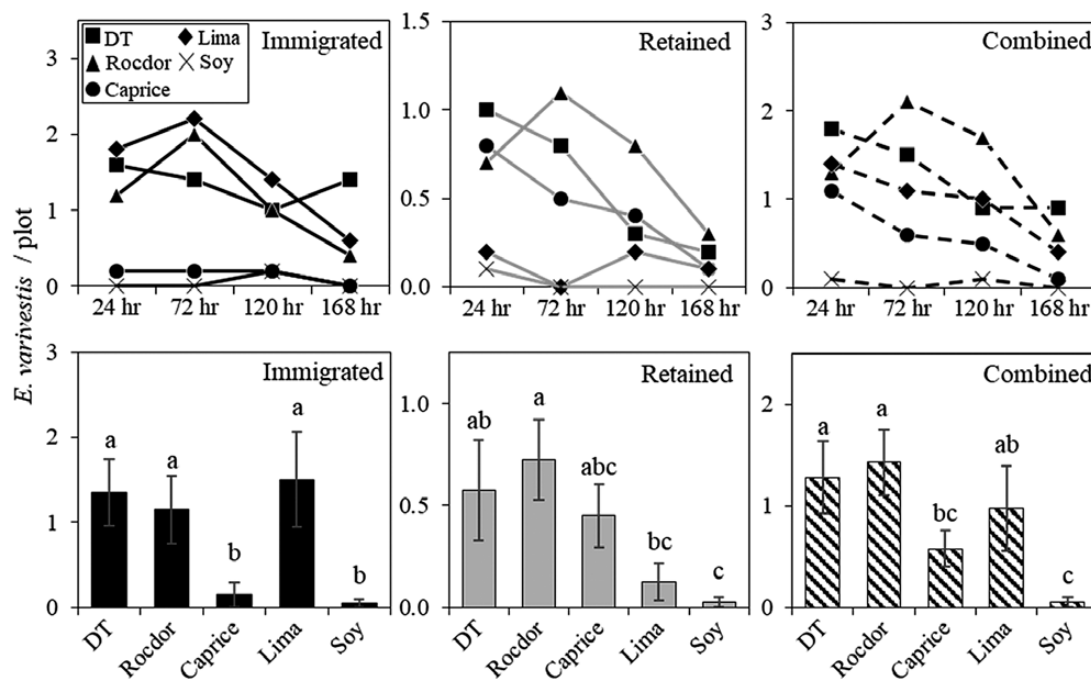 DT Lima
Rocdor Soy
Caprice
Immigrated
3
2
1
0
24 hr 72 hr 120 hr 168 hr
Retained
1.5
1.0
0.5
0.0
24 hr 72 hr 120 hr 168 hr
Combined
3
2
1
0
24 hr 72 hr 120 hr 168 hr
E. varivestis / plot
Immigrated
3
2
1
0
a a b a b
DT Rocdor Caprice Lima Soy
Retained
1.0
0.5
0.0
ab a abc bc c
DT Rocdor Caprice Lima Soy
Combined
2
1
0
a a bc ab c
DT Rocdor Caprice Lima Soy